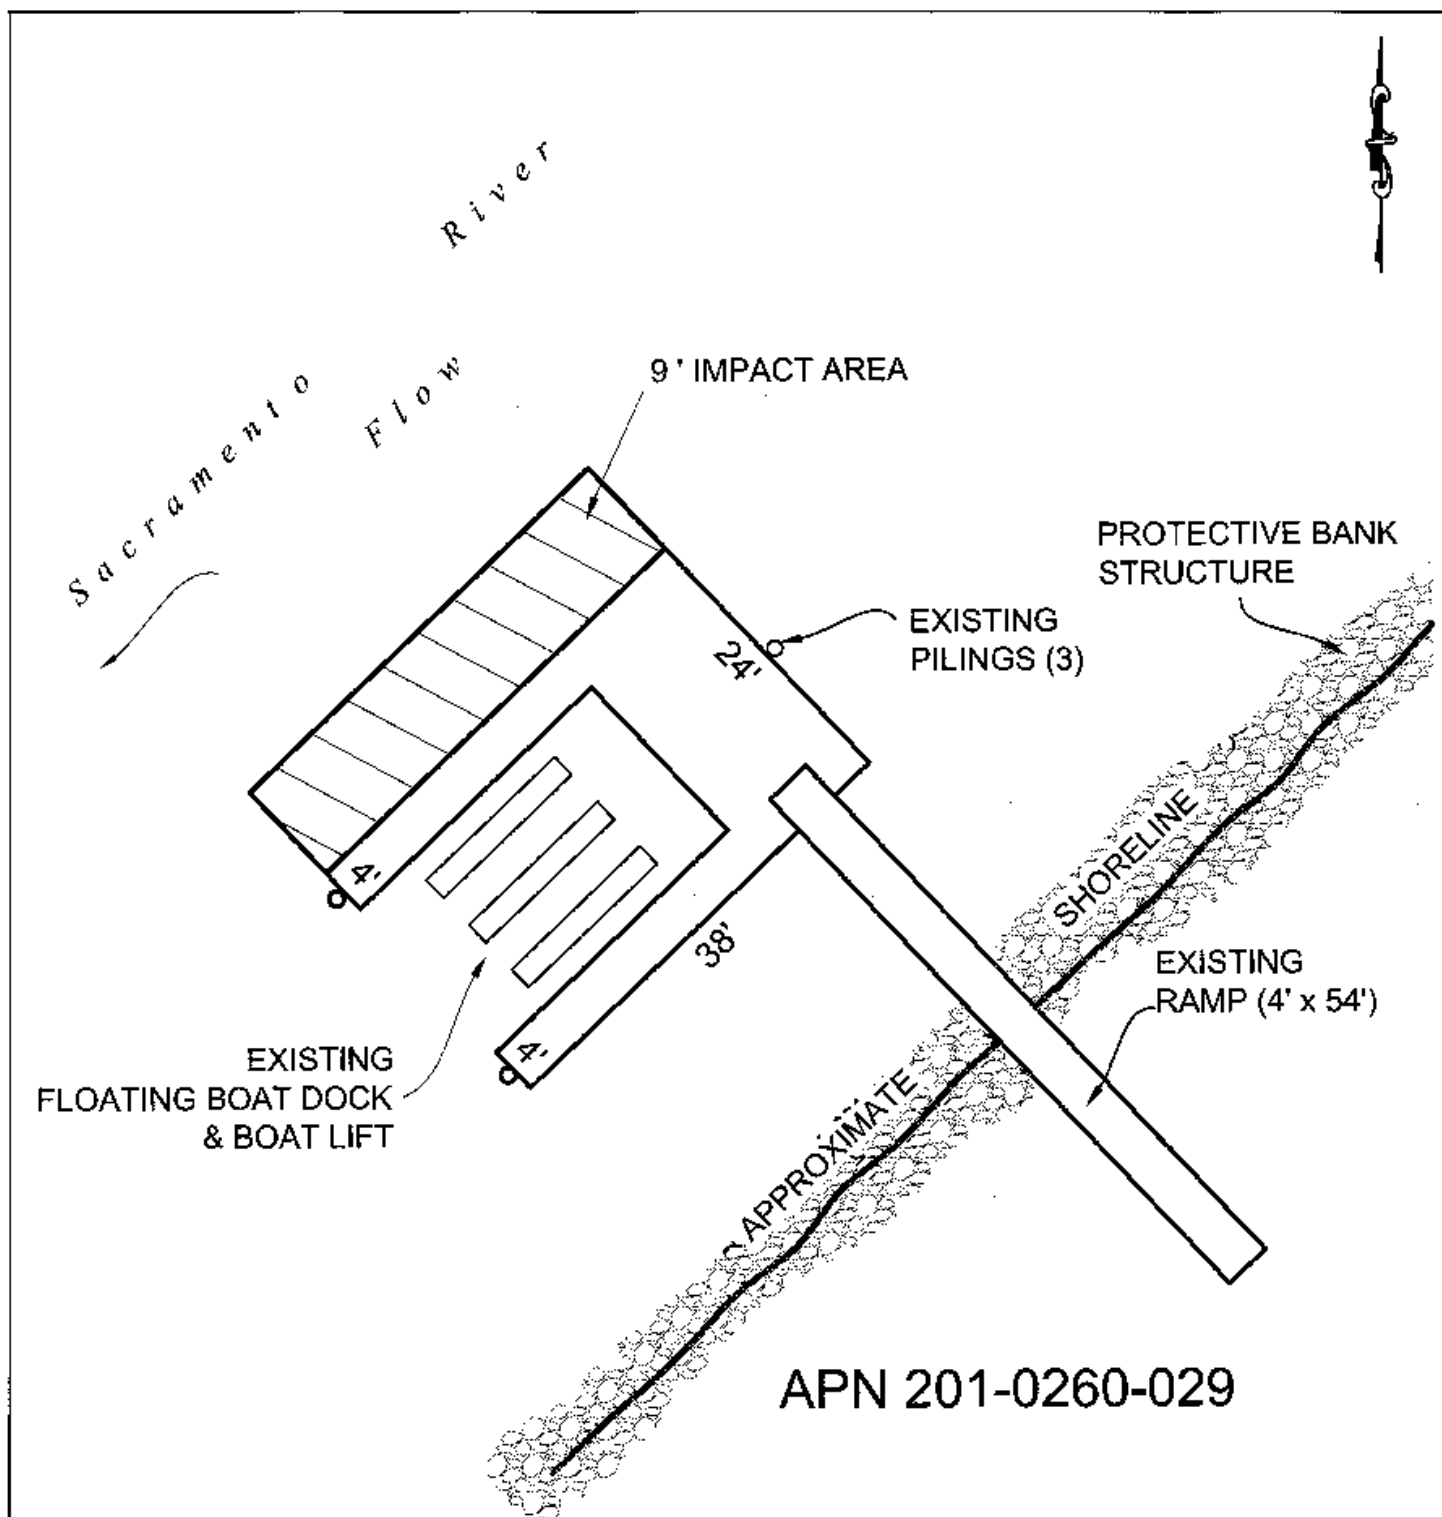 Sacramento River
Flow
9' IMPACT AREA
PROTECTIVE BANK
STRUCTURE
EXISTING
PILINGS (3)
24'
4'
38'
4'
SHORELINE
APPROXIMATE
EXISTING
RAMP (4' x 54')
EXISTING
FLOATING BOAT DOCK
& BOAT LIFT
APN 201-0260-029